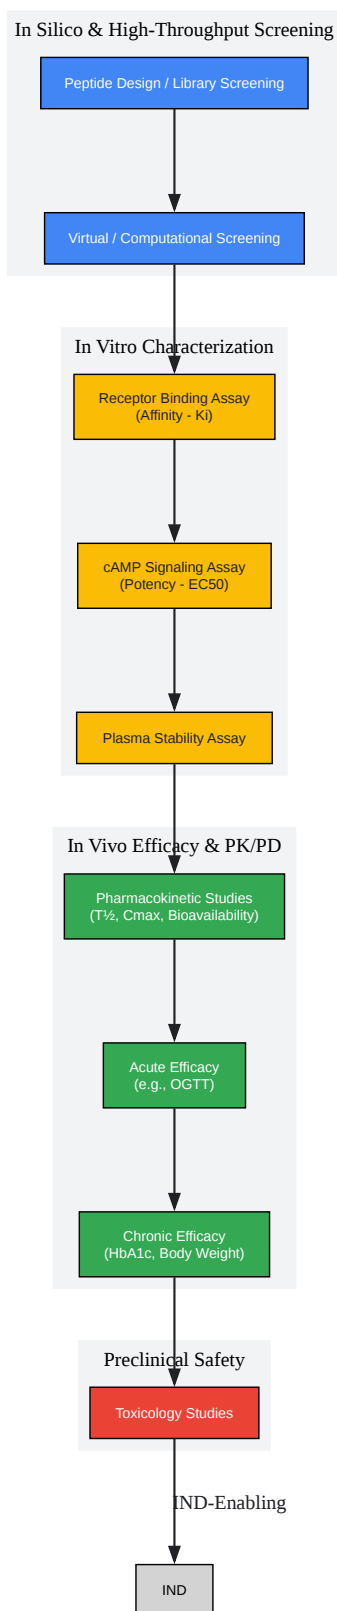 In Silico & High-Throughput Screening
Peptide Design / Library Screening
Virtual / Computational Screening
In Vitro Characterization
Receptor Binding Assay
(Affinity - Ki)
cAMP Signaling Assay
(Potency - EC50)
Plasma Stability Assay
In Vivo Efficacy & PK/PD
Pharmacokinetic Studies
(T½, Cmax, Bioavailability)
Acute Efficacy
(e.g., OGTT)
Chronic Efficacy
(HbA1c, Body Weight)
Preclinical Safety
Toxicology Studies
IND-Enabling
IND